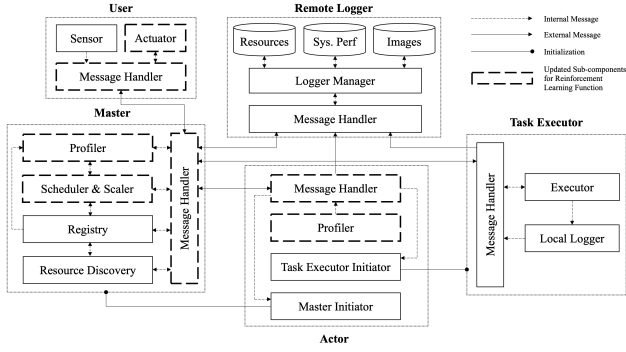 User
Sensor
Actuator
Message Handler
Remote Logger
Resources
Sys. Perf
Images
Logger Manager
Message Handler
Internal Message
External Message
Initialization
Updated Sub-components
for Reinforcement
Learning Function
Master
Profiler
Scheduler & Scaler
Registry
Resource Discovery
Message Handler
Message Handler
Profiler
Task Executor Initiator
Master Initiator
Actor
Task Executor
Message Handler
Executor
Local Logger